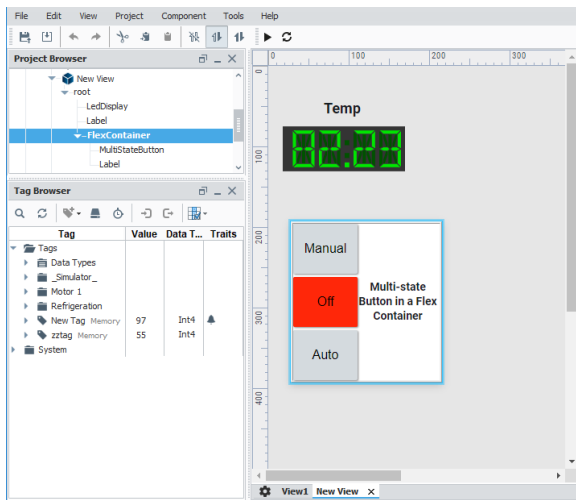 File Edit View Project Component Tools Help
Project Browser
New View
root
LedDisplay
Label
FlexContainer
MultiStateButton
Label
Tag Browser
Tag Value Data T... Traits
Tags
Data Types
_Simulator_
Motor 1
Refrigeration
New Tag Memory 97 Int4
zztag Memory 55 Int4
System
0 100 200 300
0
100
200
300
400
Temp
82.23
Manual
Off
Auto
Multi-state
Button in a Flex
Container
View1 New View